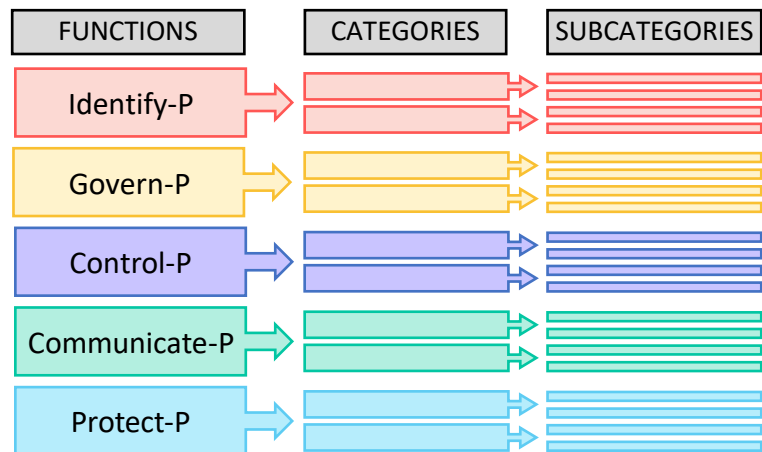 FUNCTIONS
CATEGORIES
SUBCATEGORIES
Identify-P
Govern-P
Control-P
Communicate-P
Protect-P